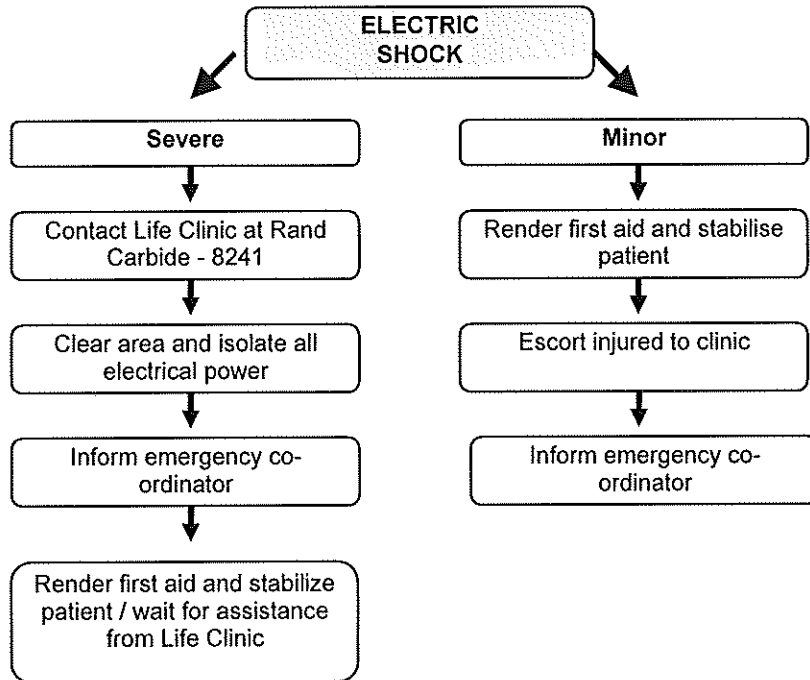 ELECTRIC
SHOCK
Severe
Contact Life Clinic at Rand
Carbide - 8241
Clear area and isolate all
electrical power
Inform emergency co-
ordinator
Render first aid and stabilize
patient / wait for assistance
from Life Clinic
Minor
Render first aid and stabilise
patient
Escort injured to clinic
Inform emergency co-
ordinator